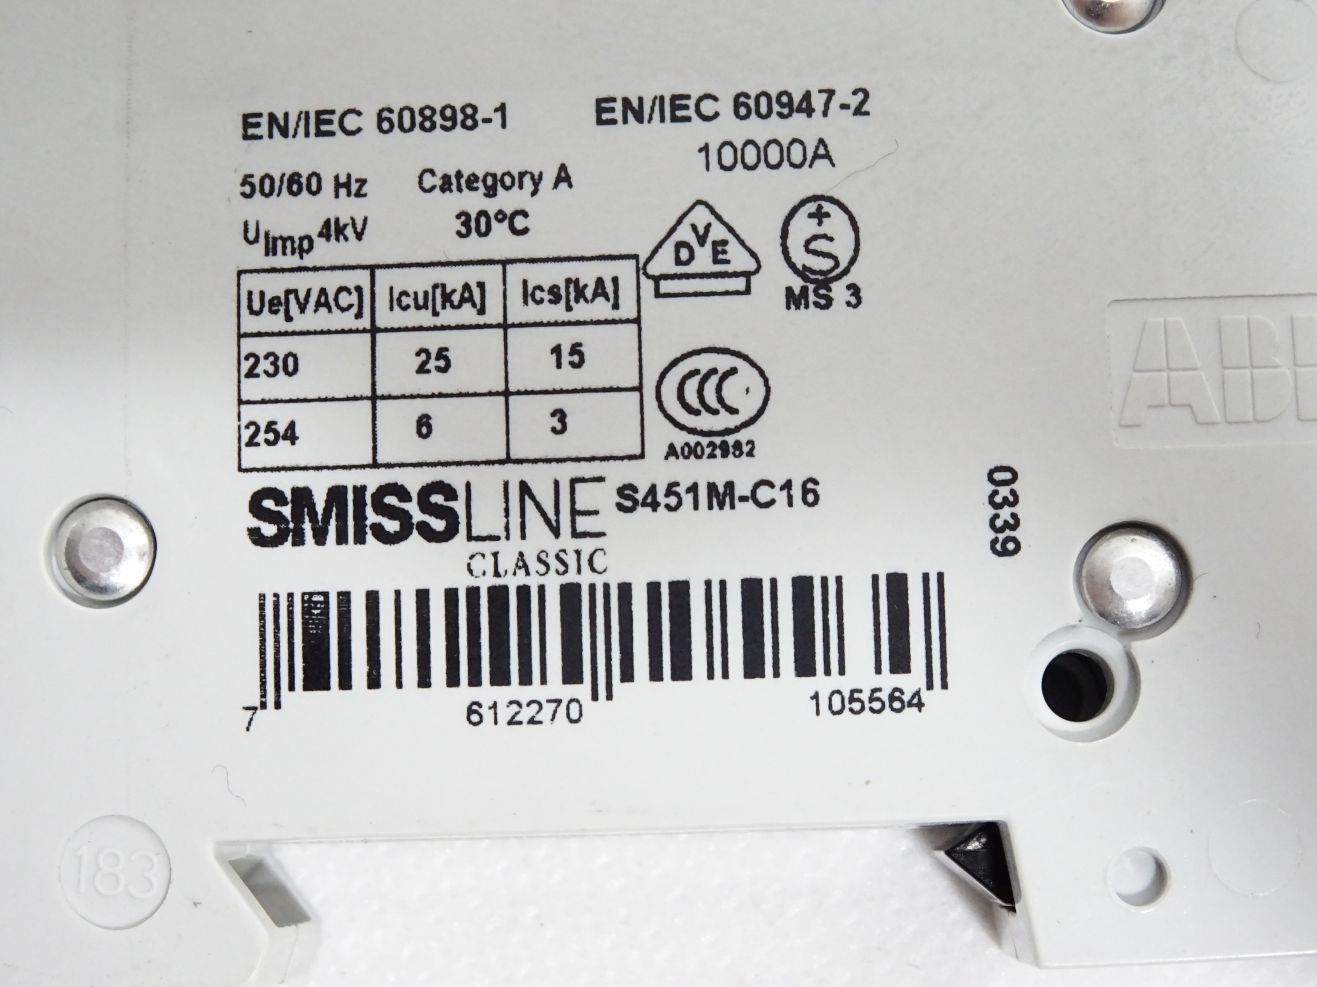 EN/IEC 60898-1 EN/IEC 60947-2
10000A
50/60 Hz Category A
UImp 4kV 30°C
DVE
+S
MS 3
Ue[VAC] Icu[kA] Ics[kA]
230 25 15
254 6 3
CCC
A002982
SMISSLINE S451M-C16
CLASSIC
0339
7 612270 105564
ABB
183